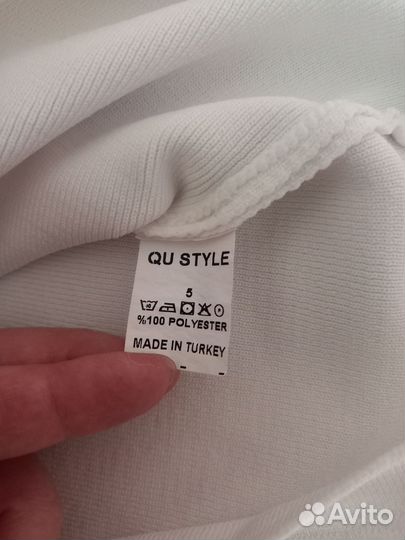 QU STYLE
5
%100 POLYESTER
MADE IN TURKEY
Avito